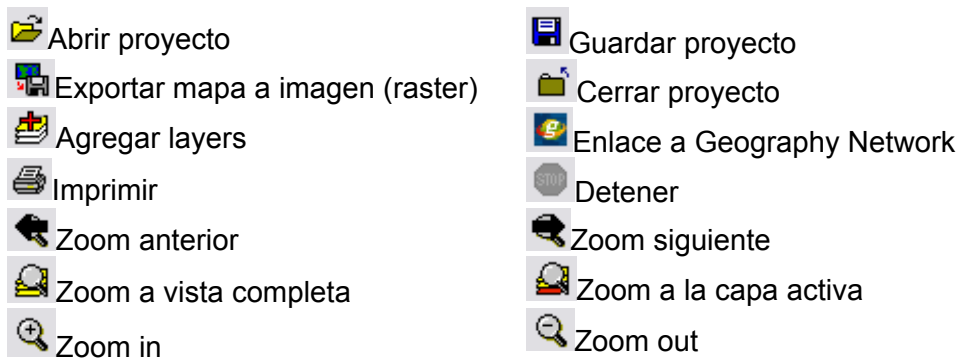 Abrir proyecto
Guardar proyecto
Exportar mapa a imagen (raster)
Cerrar proyecto
Agregar layers
Enlace a Geography Network
Imprimir
STOP
Detener
Zoom anterior
Zoom siguiente
Zoom a vista completa
Zoom a la capa activa
Zoom in
Zoom out